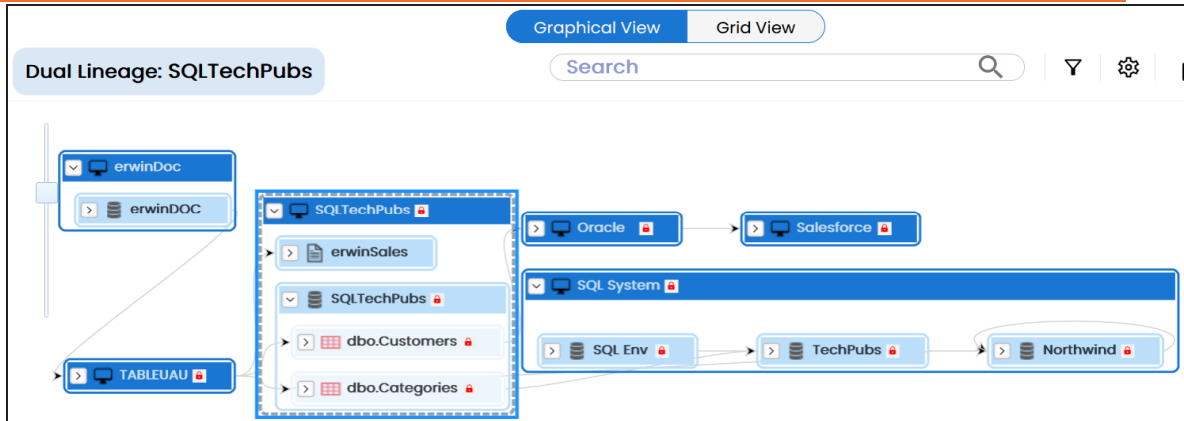 Graphical View
Grid View
Dual Lineage: SQLTechPubs
Search
erwinDoc
erwinDOC
SQLTechPubs
erwinSales
SQLTechPubs
dbo.Customers
dbo.Categories
TABLEUAU
Oracle
Salesforce
SQL System
SQL Env
TechPubs
Northwind